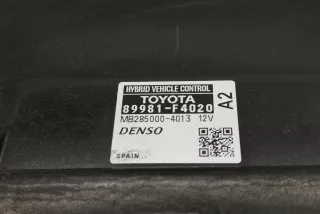 HYBRID VEHICLE CONTROL
TOYOTA
89981-F4020
A2
MB285000-4013 12V
DENSO
SPAIN